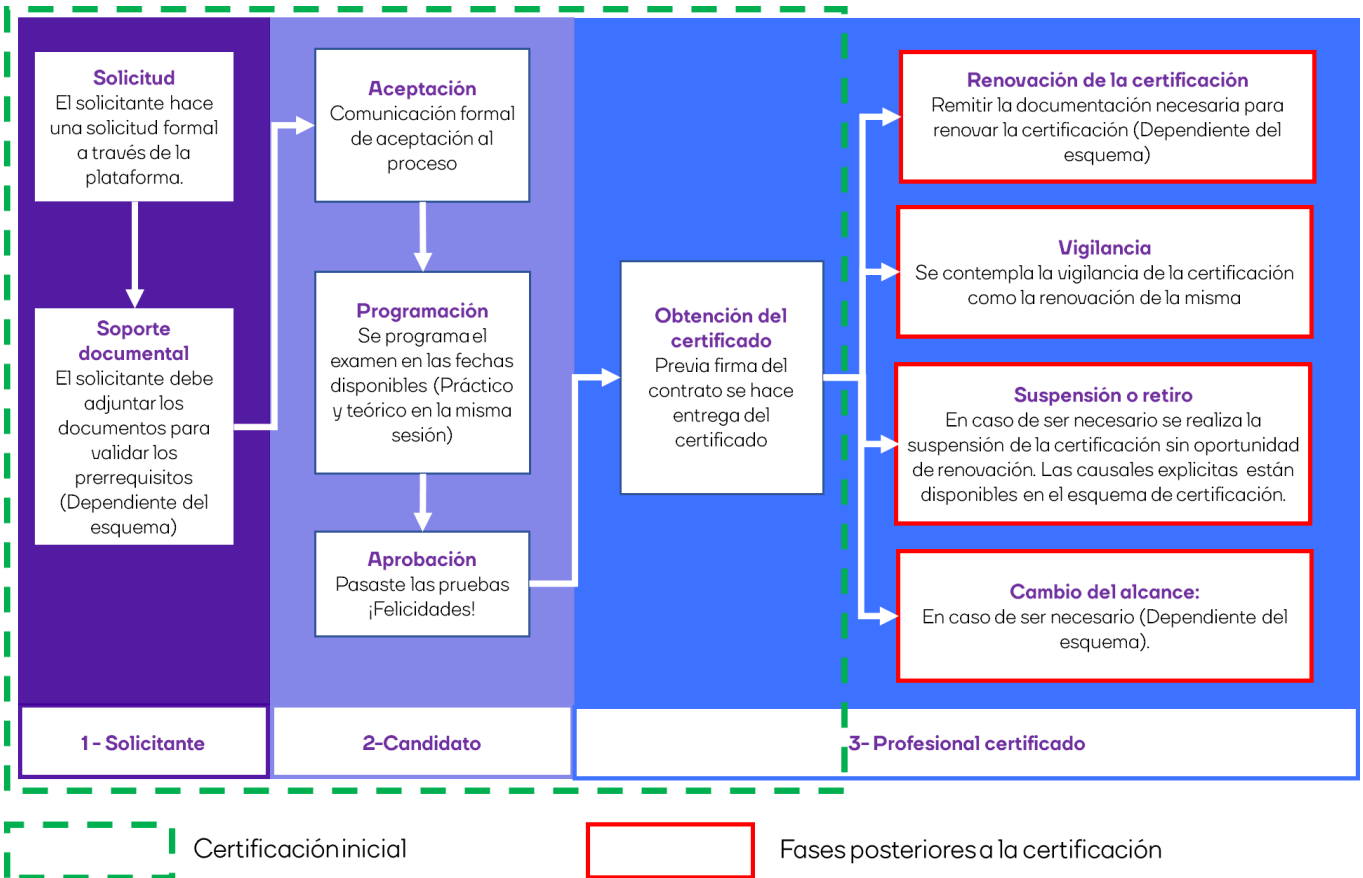 Solicitud
El solicitante hace
una solicitud formal
a través de la
plataforma.
Soporte
documental
El solicitante debe
adjuntar los
documentos para
validar los
prerrequisitos
(Dependiente del
esquema)
Aceptación
Comunicación formal
de aceptación al
proceso
Programación
Se programa el
examen en las fechas
disponibles (Práctico
y teórico en la misma
sesión)
Aprobación
Pasaste las pruebas
¡Felicidades!
Obtención del
certificado
Previa firma del
contrato se hace
entrega del
certificado
Renovación de la certificación
Remitir la documentación necesaria para
renovar la certificación (Dependiente del
esquema)
Vigilancia
Se contempla la vigilancia de la certificación
como la renovación de la misma
Suspensión o retiro
En caso de ser necesario se realiza la
suspensión de la certificación sin oportunidad
de renovación. Las causales explicitas están
disponibles en el esquema de certificación.
Cambio del alcance:
En caso de ser necesario (Dependiente del
esquema).
1 - Solicitante
2-Candidato
3- Profesional certificado
Certificación inicial
Fases posteriores a la certificación